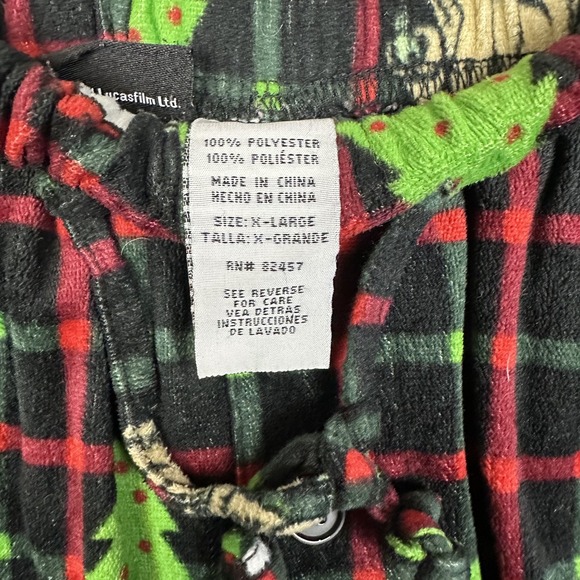 Lucasfilm Ltd.
100% POLYESTER
100% POLIÉSTER
MADE IN CHINA
HECHO EN CHINA
SIZE: X-LARGE
TALLA: X-GRANDE
RN# 82457
SEE REVERSE
FOR CARE
VEA DETRAS
INSTRUCCIONES
DE LAVADO